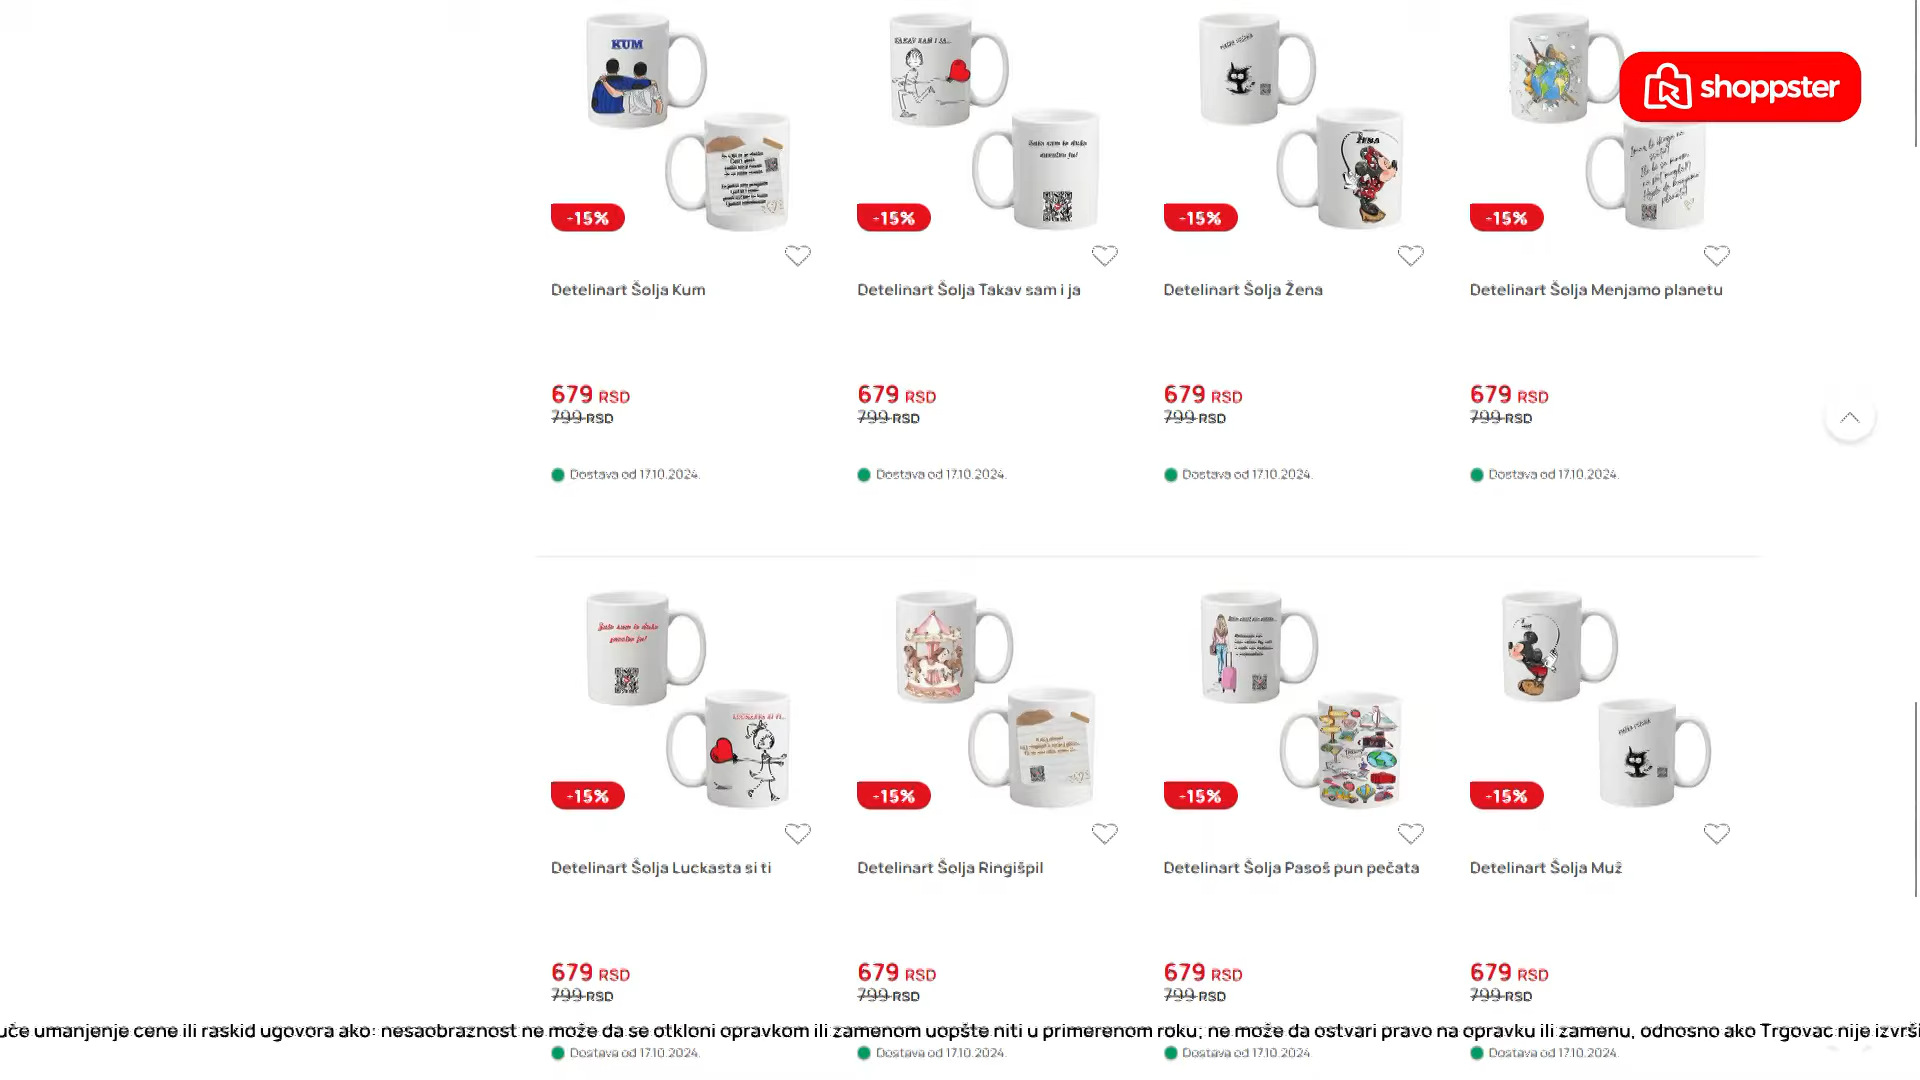 KUM
TAKAV SAM I JA...
ŽENA
shoppster
-15%
-15%
-15%
-15%
Detelinart Šolja Kum
Detelinart Šolja Takav sam i ja
Detelinart Šolja Žena
Detelinart Šolja Menjamo planetu
679 RSD
679 RSD
679 RSD
679 RSD
799 RSD
799 RSD
799 RSD
799 RSD
Dostava od 17.10.2024.
Dostava od 17.10.2024.
Dostava od 17.10.2024.
Dostava od 17.10.2024.
-15%
-15%
-15%
-15%
Detelinart Šolja Luckasta si ti
Detelinart Šolja Ringišpil
Detelinart Šolja Pasoš pun pečata
Detelinart Šolja Muž
679 RSD
679 RSD
679 RSD
679 RSD
799 RSD
799 RSD
799 RSD
799 RSD
uče umanjenje cene ili raskid ugovora ako: nesaobraznost ne može da se otkloni opravkom ili zamenom uopšte niti u primerenom roku; ne može da ostvari pravo na opravku ili zamenu, odnosno ako Trgovac nije izvrši
Dostava od 17.10.2024.
Dostava od 17.10.2024.
Dostava od 17.10.2024.
Dostava od 17.10.2024.